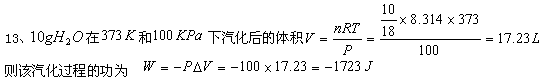 13、10gH₂O在373K和100KPa下汽化后的体积V = nRT/P = (10/18 × 8.314 × 373)/100 = 17.23L
则该汽化过程的功为 W = −PΔV = −100 × 17.23 = −1723 J